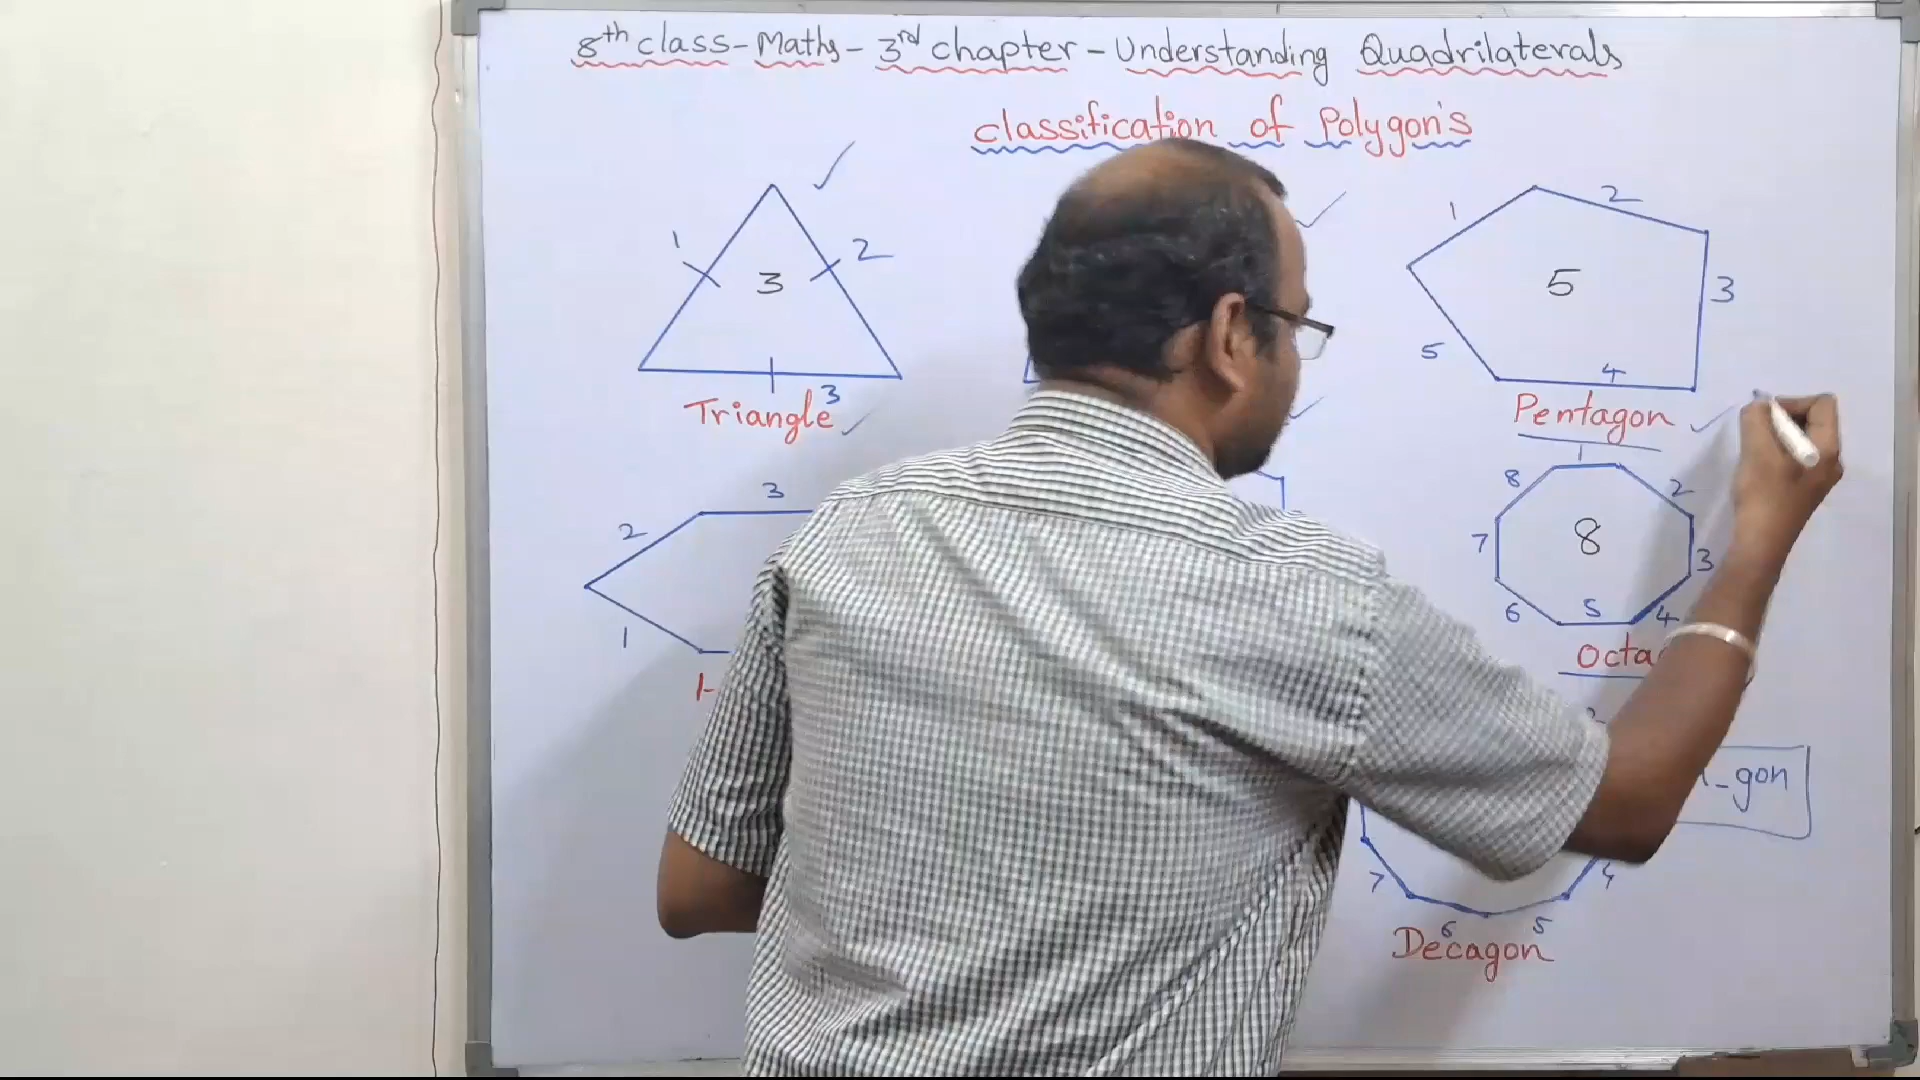 8th class - Maths - 3rd chapter - Understanding Quadrilaterals
classification of Polygon's
1 2 3 3
Triangle
1 2 3 4 5 5
Pentagon
1 2 3
1 2 3 4 5 6 7 8 8
Octa
-gon
7 6 5 4
Decagon